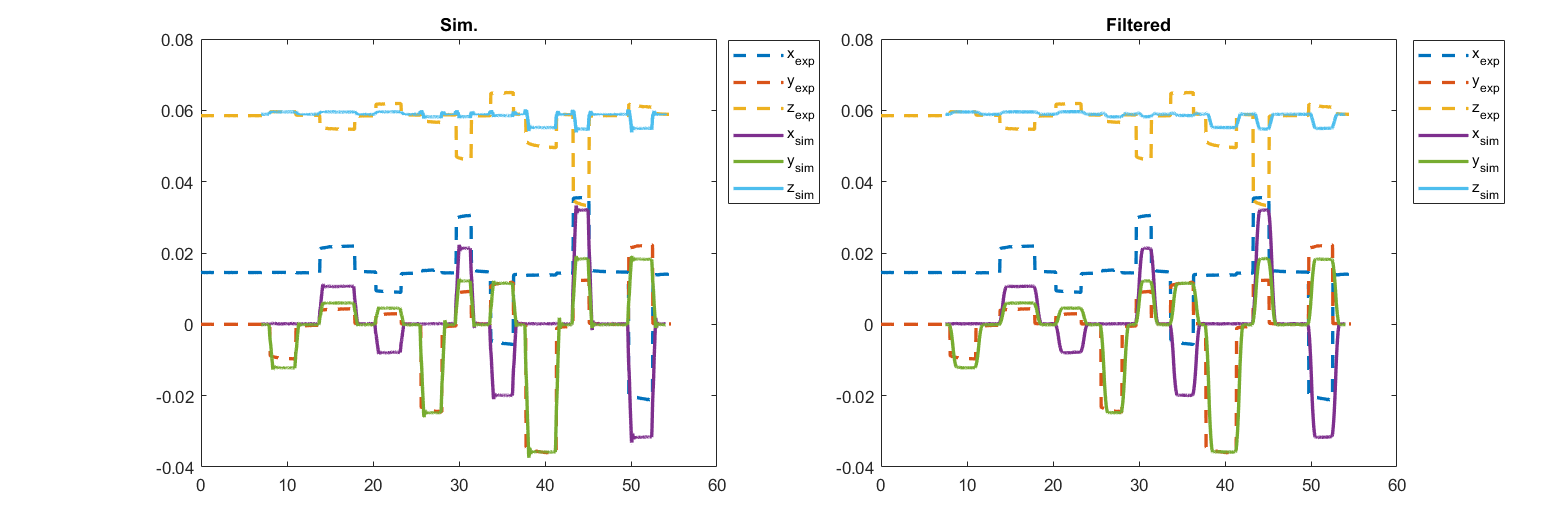 Sim.
0.08
0.06
0.04
0.02
0
-0.02
-0.04
0 10 20 30 40 50 60
x_exp
y_exp
z_exp
x_sim
y_sim
z_sim
Filtered
0.08
0.06
0.04
0.02
0
-0.02
-0.04
0 10 20 30 40 50 60
x_exp
y_exp
z_exp
x_sim
y_sim
z_sim